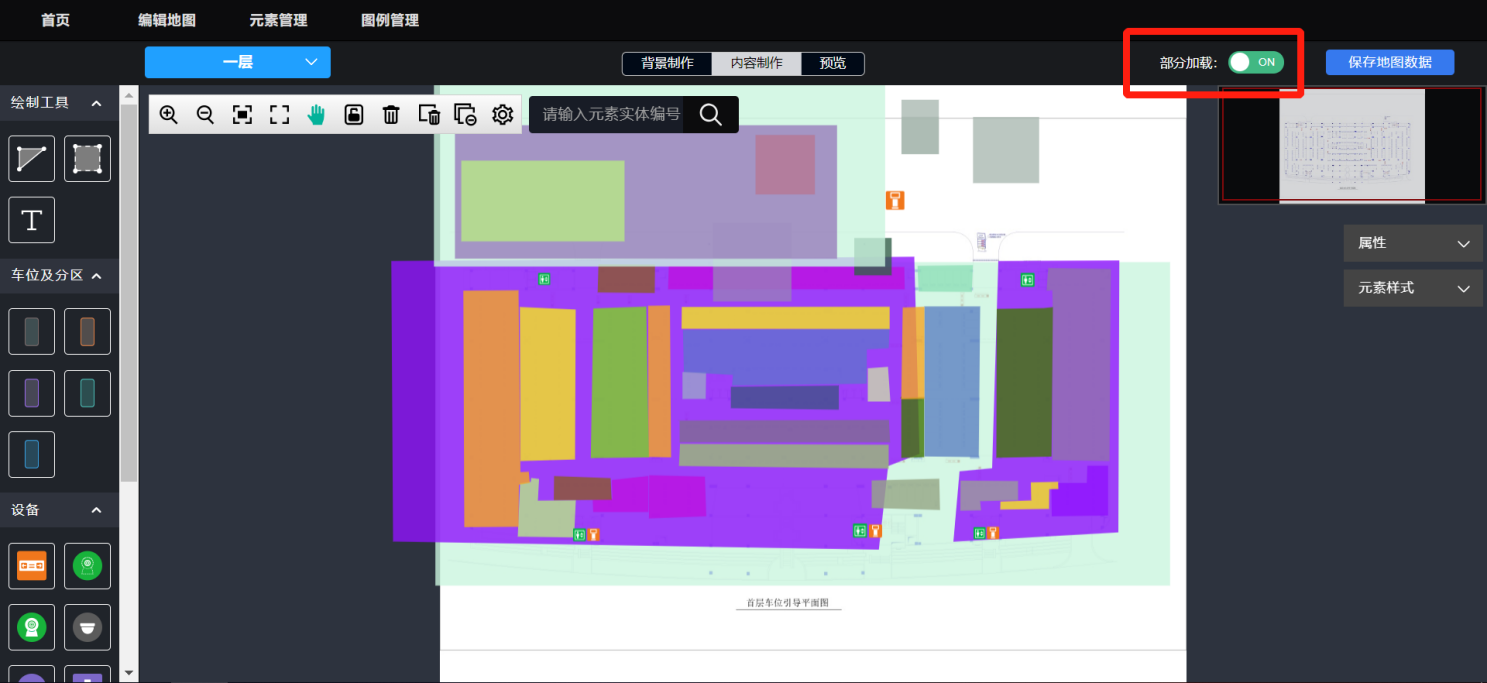 首页
编辑地图
元素管理
图例管理
一层
背景制作
内容制作
预览
部分加载:
ON
保存地图数据
绘制工具
请输入元素实体编号
T
车位及分区
属性
元素样式
设备
首层车位引导平面图